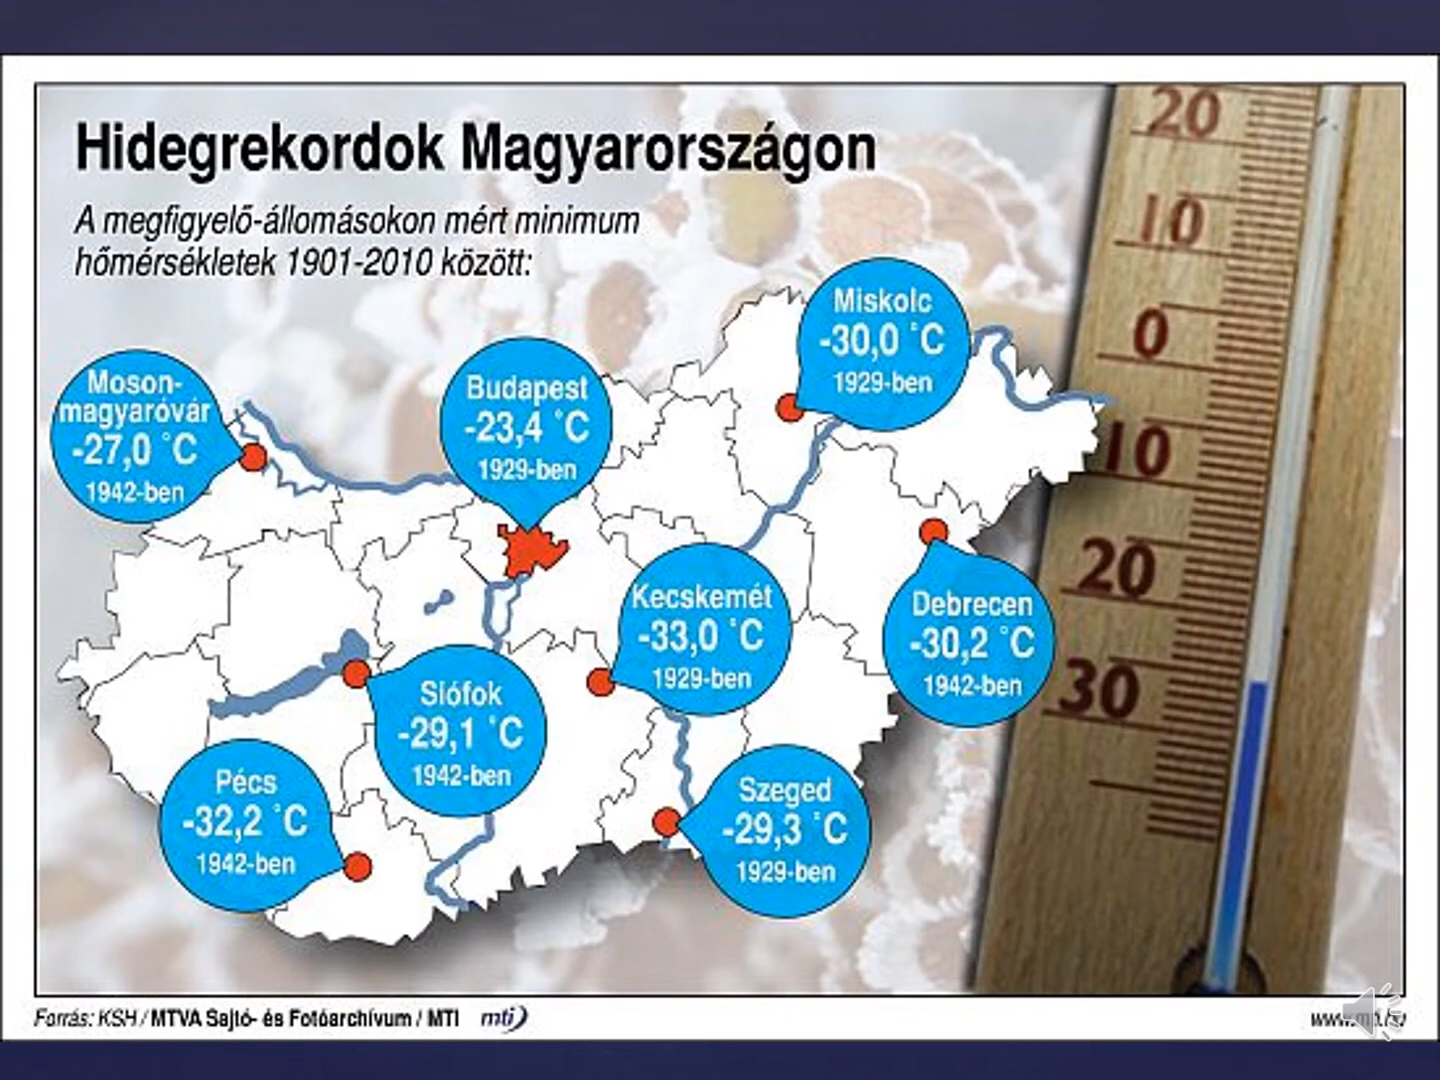 Hidegrekordok Magyarországon
A megfigyelő-állomásokon mért minimum
hőmérsékletek 1901-2010 között:
Moson-
magyaróvár
-27,0 °C
1942-ben
Budapest
-23,4 °C
1929-ben
Miskolc
-30,0 °C
1929-ben
Kecskemét
-33,0 °C
1929-ben
Debrecen
-30,2 °C
1942-ben
Siófok
-29,1 °C
1942-ben
Pécs
-32,2 °C
1942-ben
Szeged
-29,3 °C
1929-ben
20
10
0
10
20
30
Forrás: KSH / MTVA Sajtó- és Fotóarchívum / MTI mti